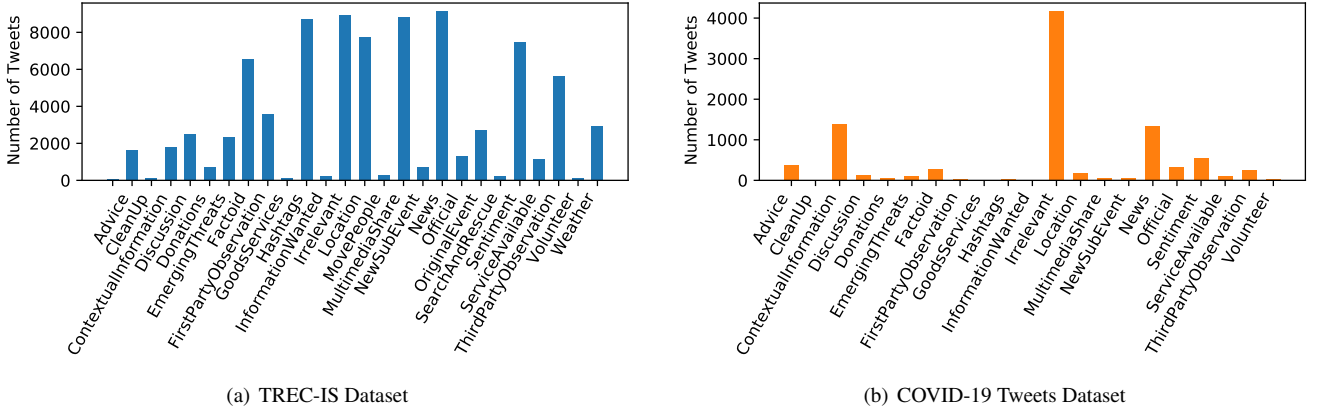 8000
6000
4000
2000
0
Number of Tweets
Advice
CleanUp
ContextualInformation
Discussion
Donations
EmergingThreats
Factoid
FirstPartyObservation
GoodsServices
Hashtags
InformationWanted
Irrelevant
Location
MovePeople
MultimediaShare
NewSubEvent
News
Official
OriginalEvent
SearchAndRescue
Sentiment
ServiceAvailable
ThirdPartyObservation
Volunteer
Weather
(a) TREC-IS Dataset
4000
3000
2000
1000
0
Number of Tweets
Advice
CleanUp
ContextualInformation
Discussion
Donations
EmergingThreats
Factoid
FirstPartyObservation
GoodsServices
Hashtags
InformationWanted
Irrelevant
Location
MultimediaShare
NewSubEvent
News
Official
Sentiment
ServiceAvailable
ThirdPartyObservation
Volunteer
(b) COVID-19 Tweets Dataset